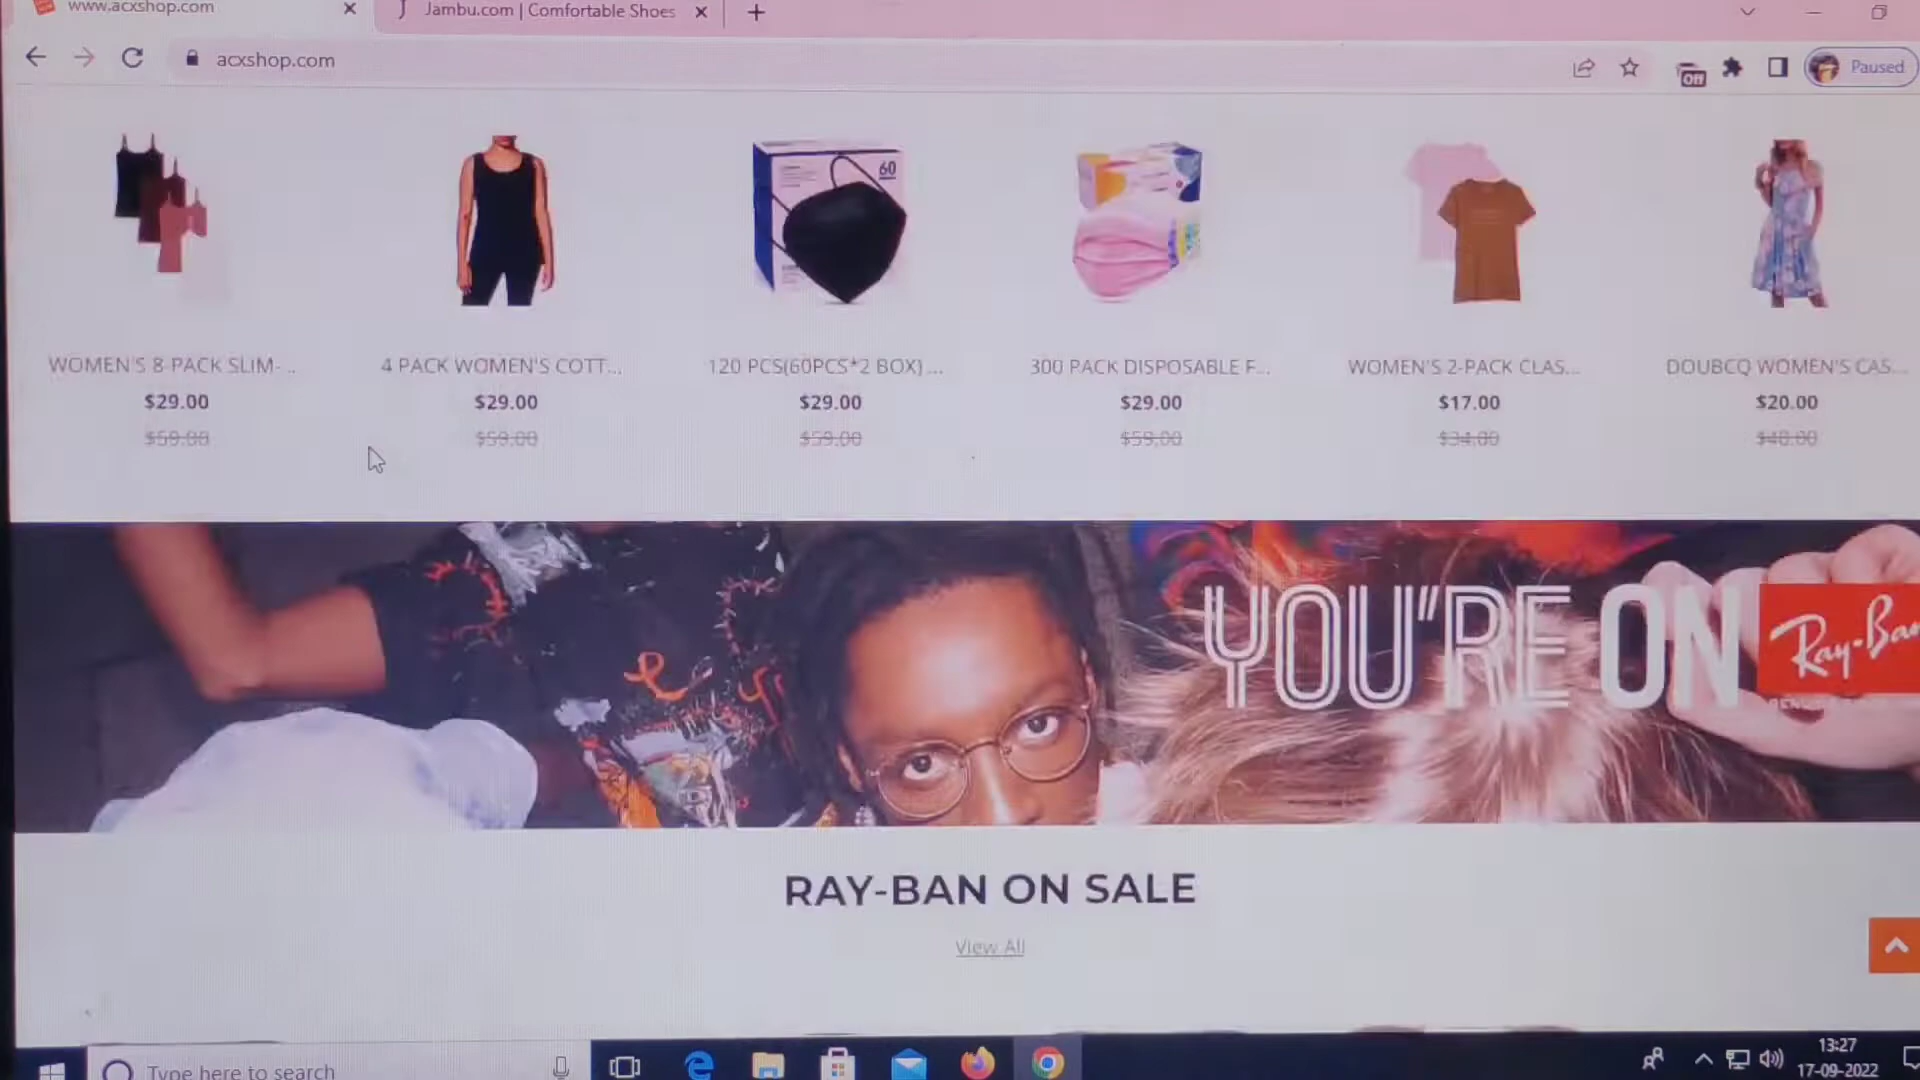 www.acxshop.com
Jambu.com | Comfortable Shoes
acxshop.com
Off
Paused
60
WOMEN'S 8-PACK SLIM-...
4 PACK WOMEN'S COTT...
120 PCS(60PCS*2 BOX) ...
300 PACK DISPOSABLE F...
WOMEN'S 2-PACK CLAS...
DOUBCQ WOMEN'S CAS...
$29.00
$29.00
$29.00
$29.00
$17.00
$20.00
$59.00
$59.00
$59.00
$59.00
$34.00
$40.00
YOU"RE ON
Ray-Ban
RAY-BAN ON SALE
View All
Type here to search
13:27
17-09-2022